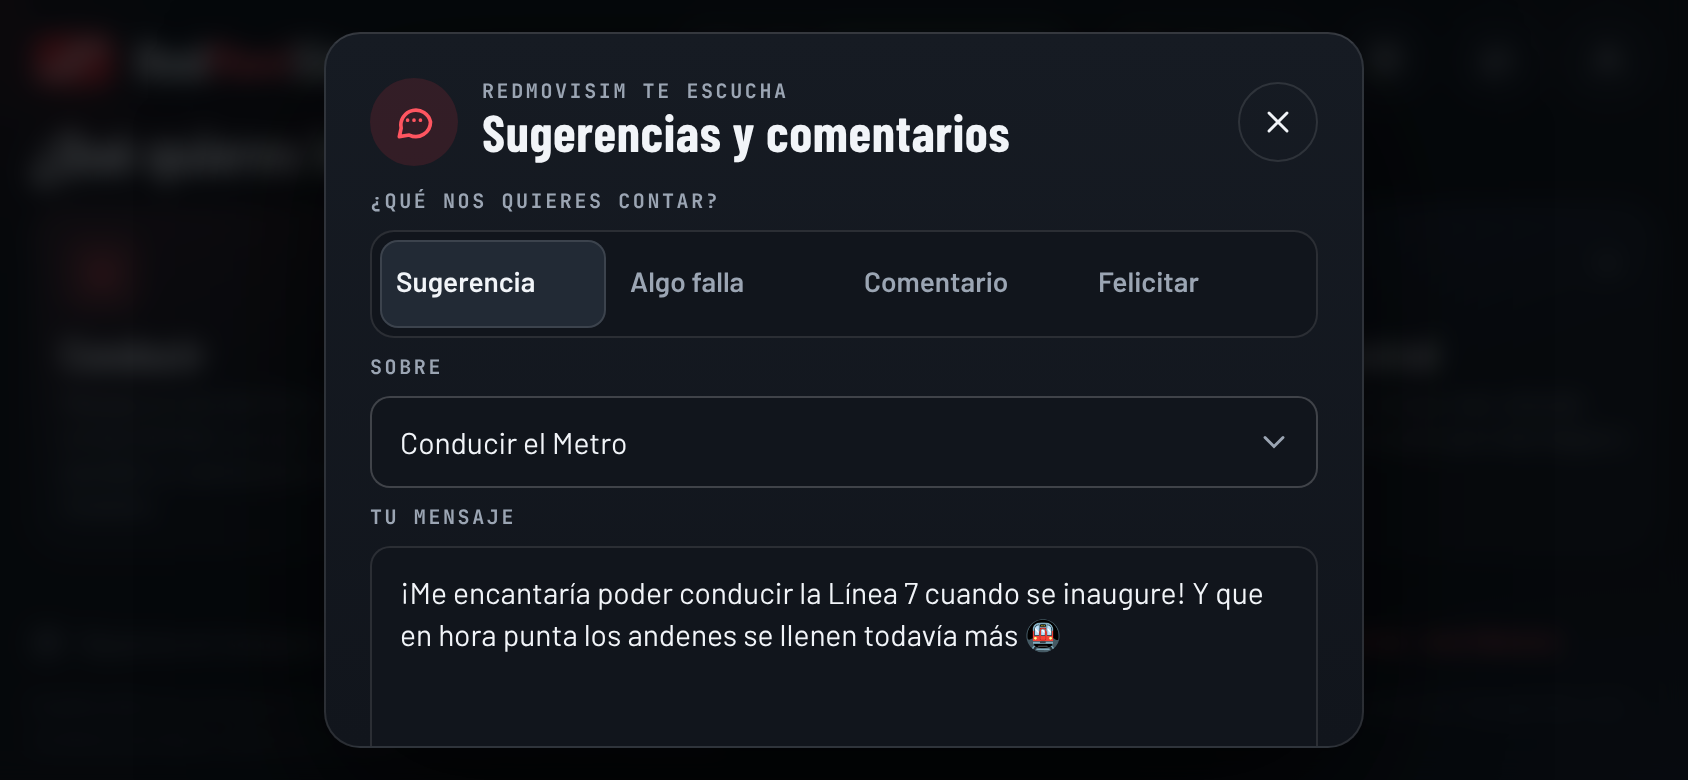 REDMOVISIM TE ESCUCHA
Sugerencias y comentarios
¿QUÉ NOS QUIERES CONTAR?
Sugerencia
Algo falla
Comentario
Felicitar
SOBRE
Conducir el Metro
TU MENSAJE
¡Me encantaría poder conducir la Línea 7 cuando se inaugure! Y que
en hora punta los andenes se llenen todavía más 🚇